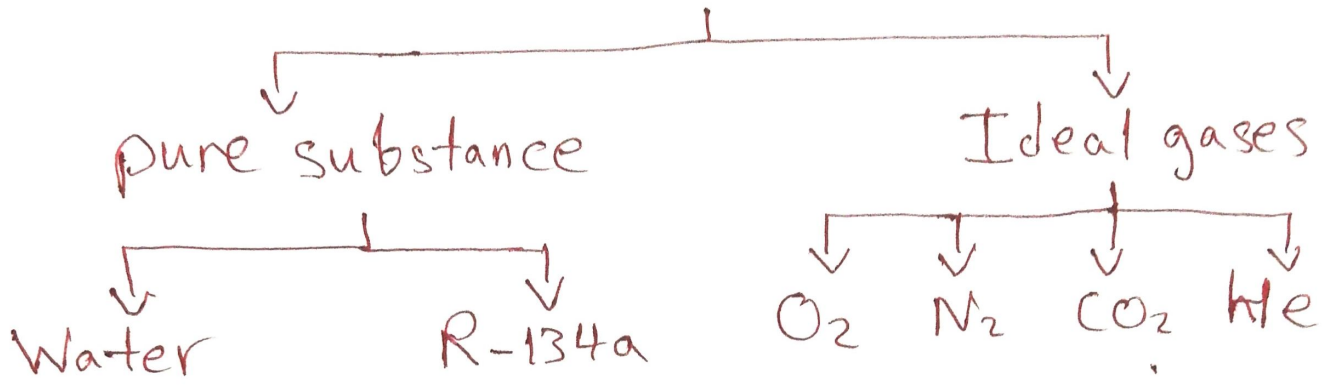 pure substance Ideal gases
Water R-134a O₂ N₂ CO₂ He